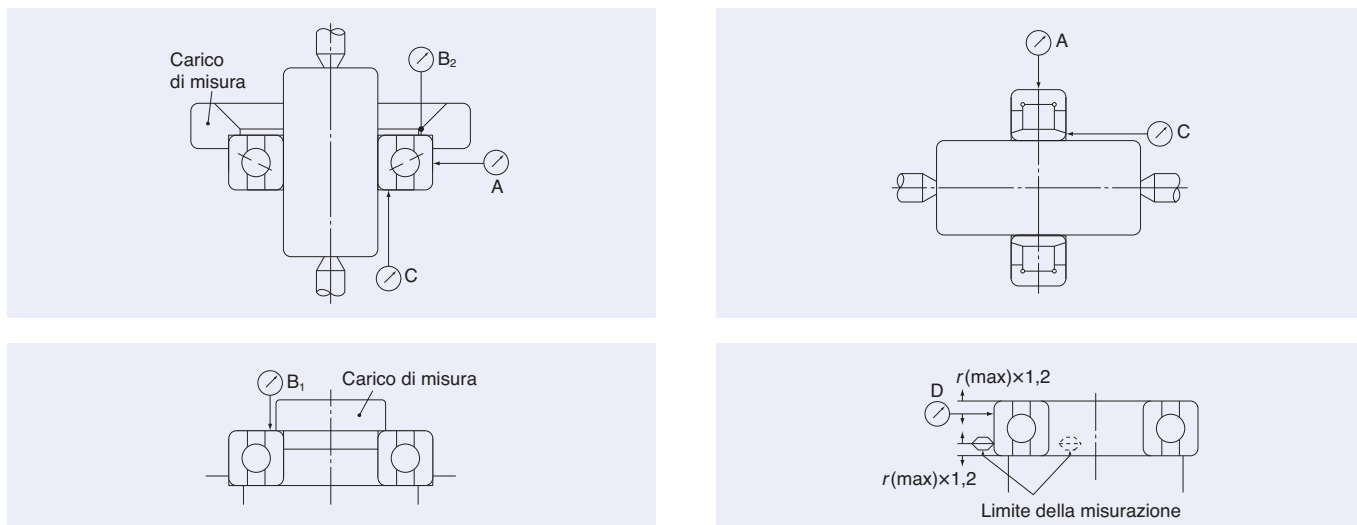 Carico
di misura
B₂
A
C
A
C
B₁
Carico di misura
D
r(max)×1,2
r(max)×1,2
Limite della misurazione